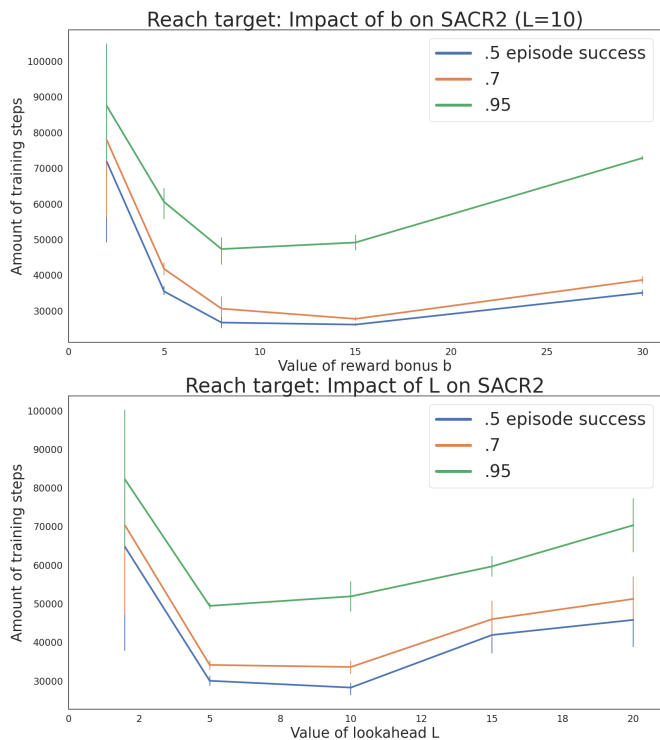 Reach target: Impact of b on SACR2 (L=10)
.5 episode success
.7
.95
Amount of training steps
100000
90000
80000
70000
60000
50000
40000
30000
0 5 10 15 20 25 30
Value of reward bonus b
Reach target: Impact of L on SACR2
.5 episode success
.7
.95
Amount of training steps
100000
90000
80000
70000
60000
50000
40000
30000
0 2 5 8 10 12 15 18 20
Value of lookahead L